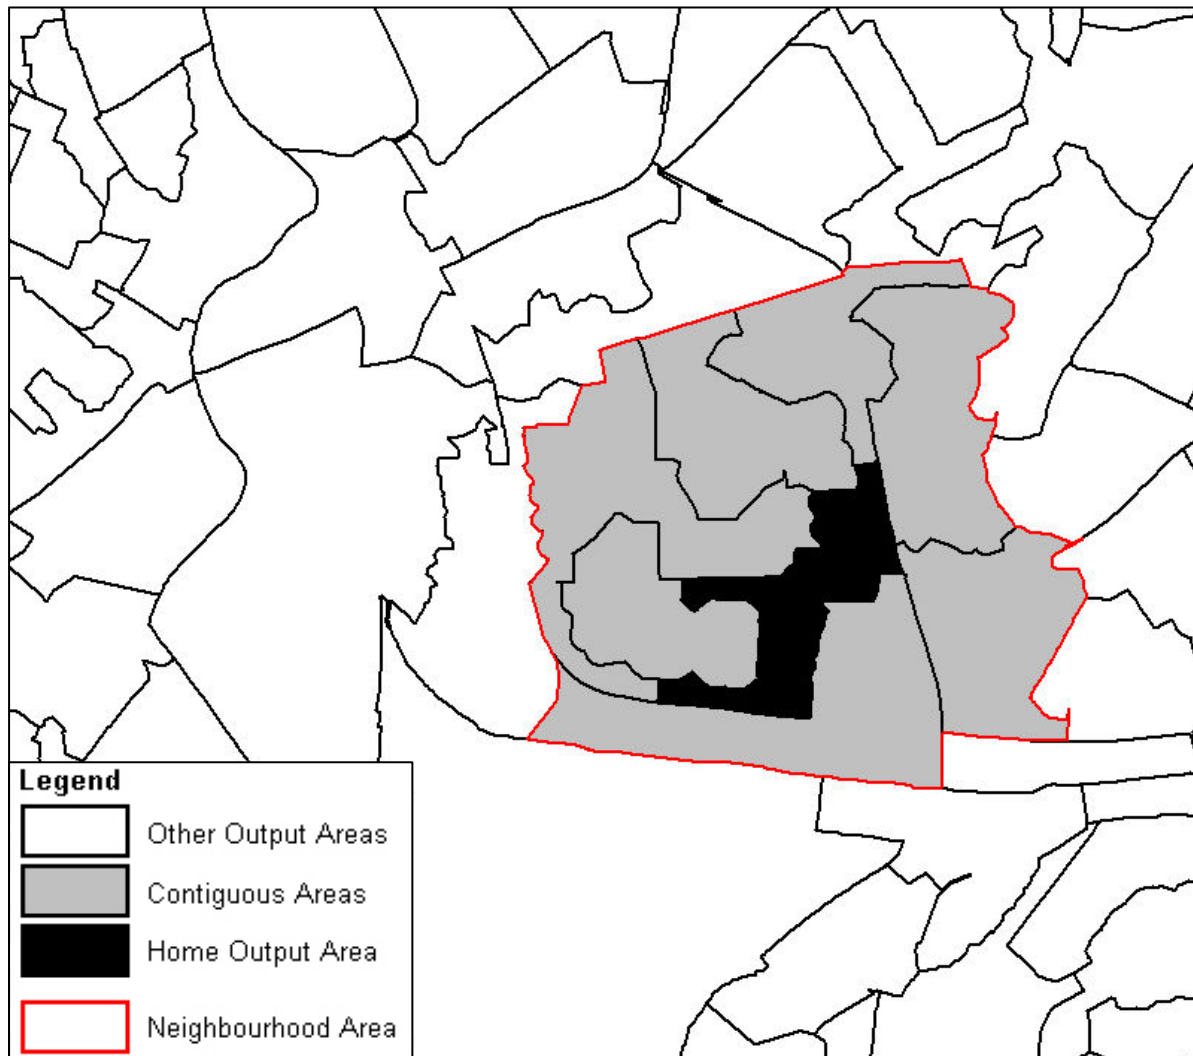 Legend
Other Output Areas
Contiguous Areas
Home Output Area
Neighbourhood Area